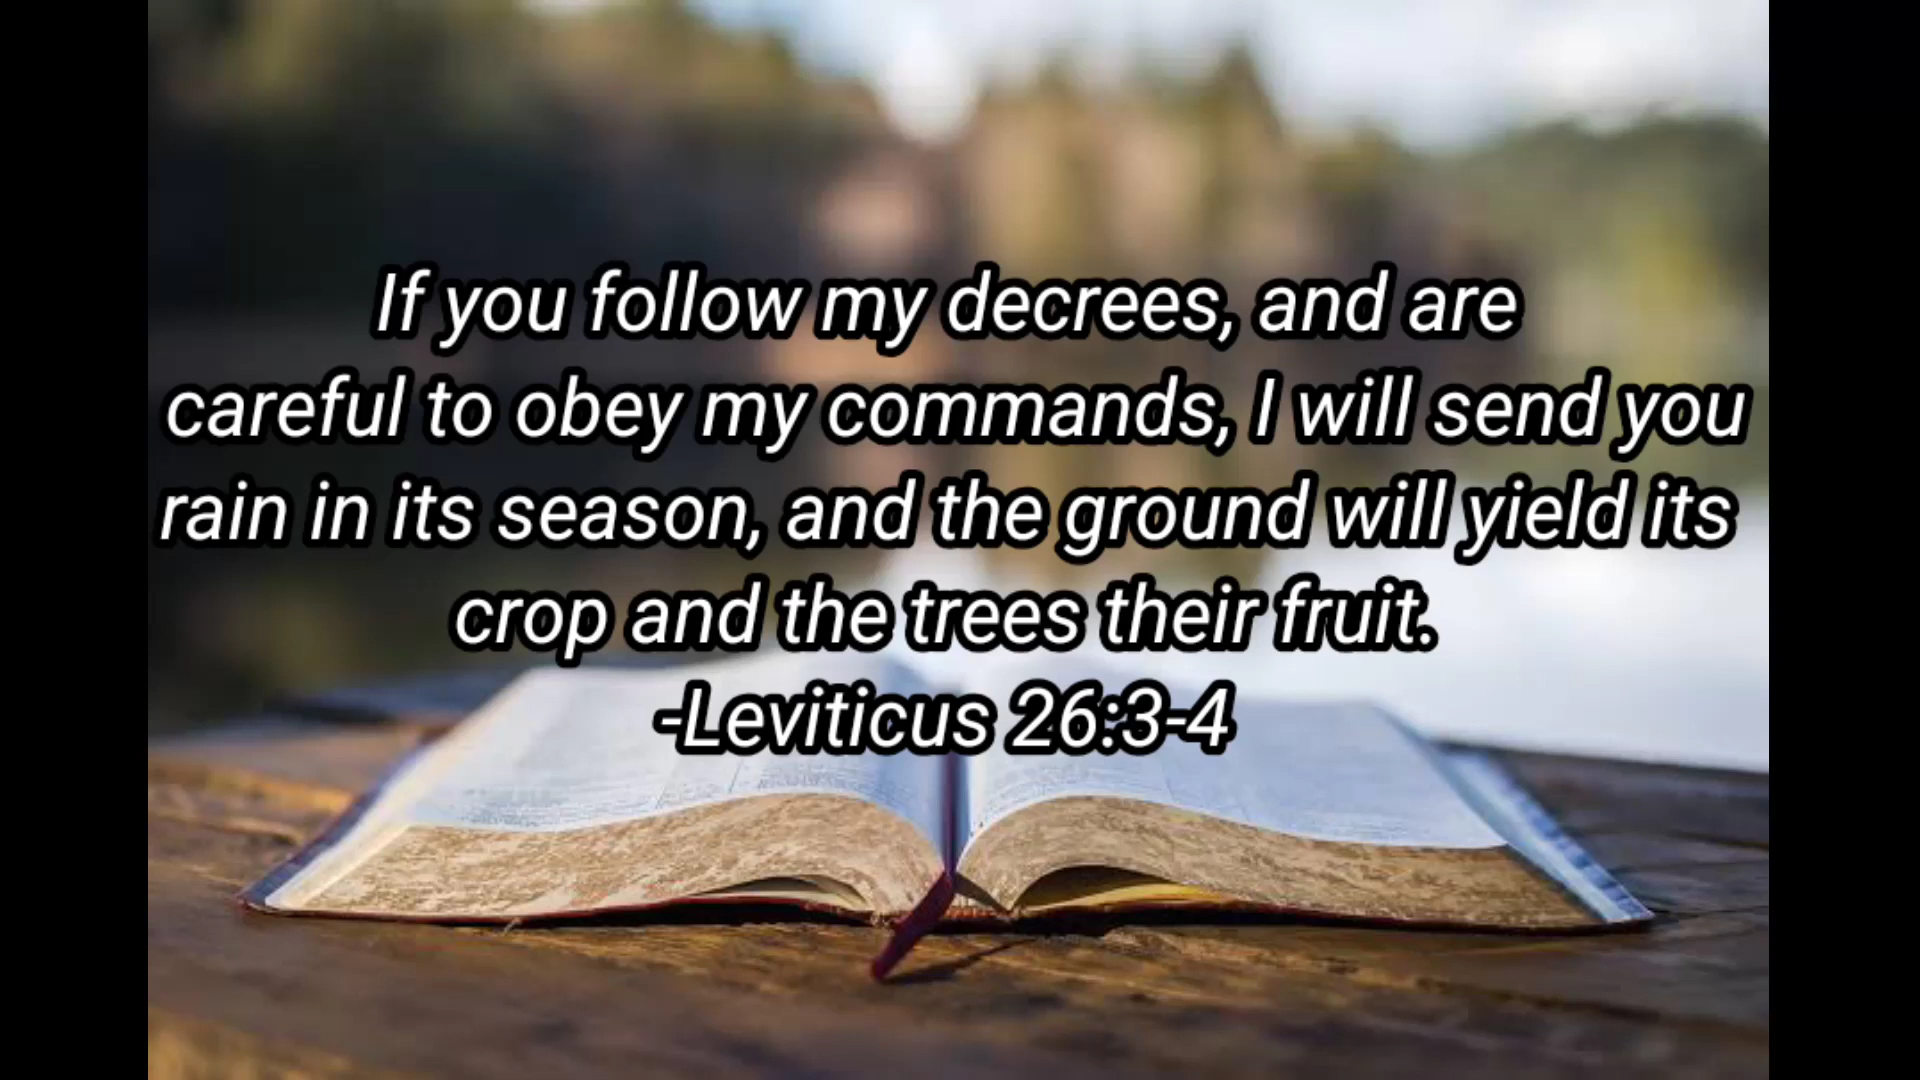 If you follow my decrees, and are
careful to obey my commands, I will send you
rain in its season, and the ground will yield its
crop and the trees their fruit.
-Leviticus 26:3-4